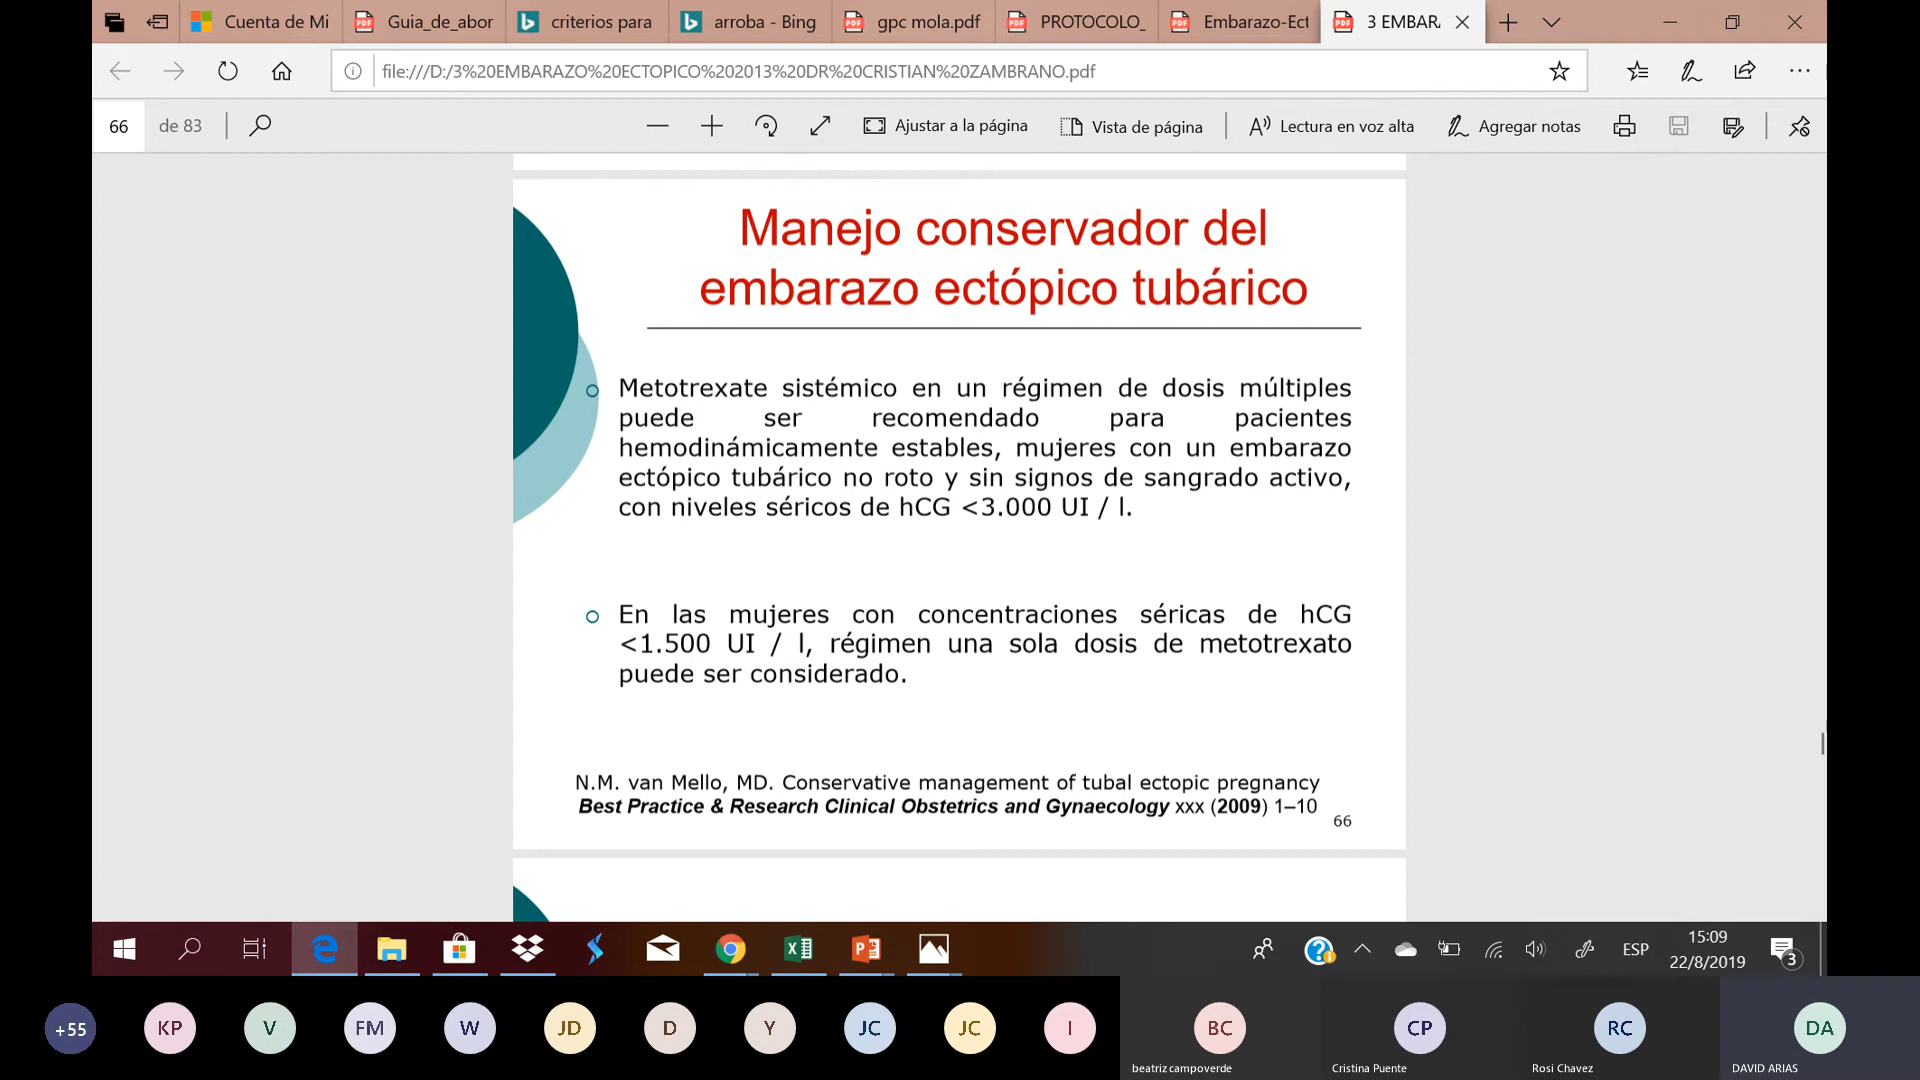 Cuenta de Mi
Guia_de_abor
criterios para
arroba - Bing
gpc mola.pdf
PROTOCOLO_
Embarazo-Ect
3 EMBAR.
file:///D:/3%20EMBARAZO%20ECTOPICO%202013%20DR%20CRISTIAN%20ZAMBRANO.pdf
66 de 83
Ajustar a la página
Vista de página
Lectura en voz alta
Agregar notas
Manejo conservador del
embarazo ectópico tubárico
Metotrexate sistémico en un régimen de dosis múltiples
puede ser recomendado para pacientes
hemodinámicamente estables, mujeres con un embarazo
ectópico tubárico no roto y sin signos de sangrado activo,
con niveles séricos de hCG <3.000 UI / l.
En las mujeres con concentraciones séricas de hCG
<1.500 UI / l, régimen una sola dosis de metotrexato
puede ser considerado.
N.M. van Mello, MD. Conservative management of tubal ectopic pregnancy
Best Practice & Research Clinical Obstetrics and Gynaecology xxx (2009) 1–10
66
ESP
15:09
22/8/2019
3
+55
KP
V
FM
W
JD
D
Y
JC
JC
I
BC
beatriz campoverde
CP
Cristina Puente
RC
Rosi Chavez
DA
DAVID ARIAS